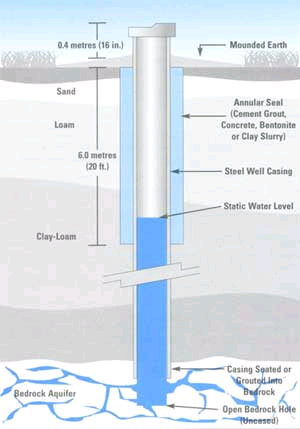 0.4 metres (16 in.)
Mounded Earth
Sand
Annular Seal
(Cement Grout,
Concrete, Bentonite
or Clay Slurry)
Loam
6.0 metres
(20 ft.)
Steel Well Casing
Static Water Level
Clay-Loam
Casing Seated or
Grouted Into
Bedrock
Bedrock Aquifer
Open Bedrock Hole
(Uncased)